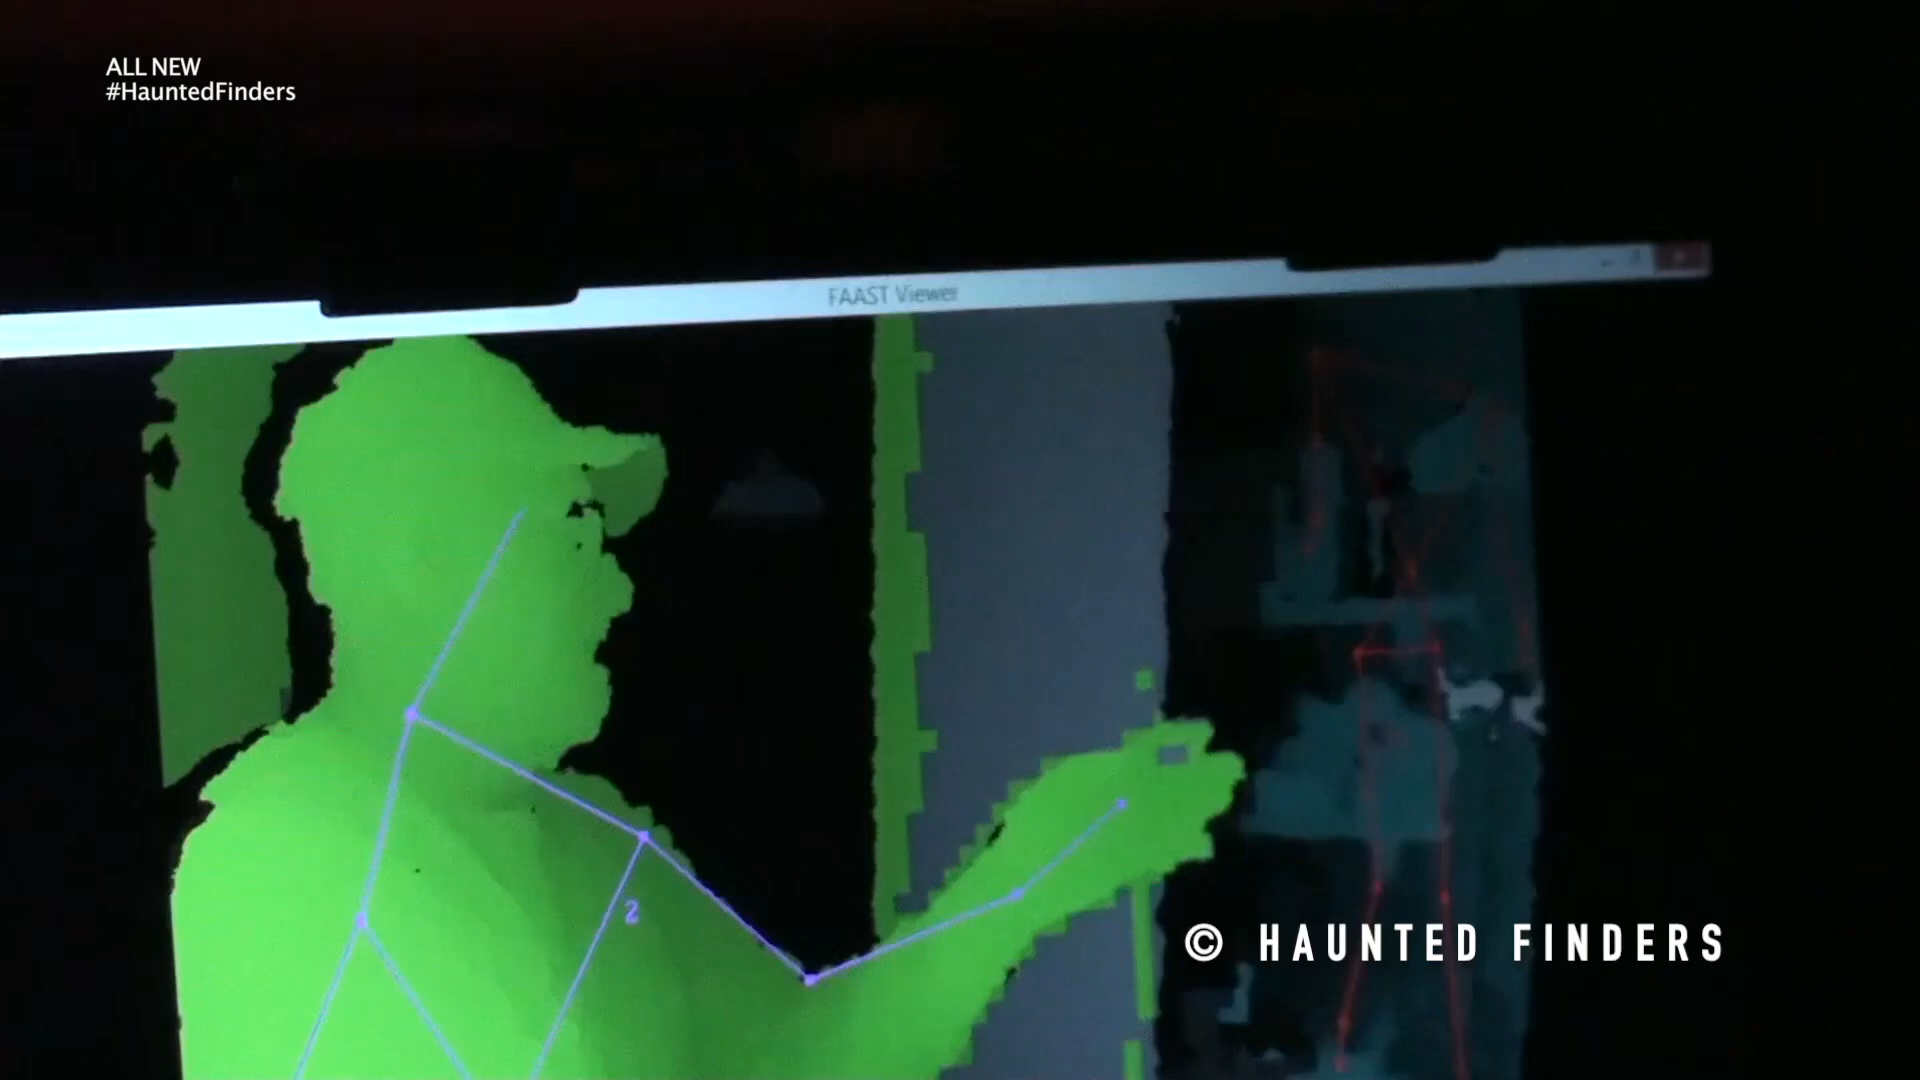 ALL NEW
#HauntedFinders
FAAST Viewer
2
© HAUNTED FINDERS